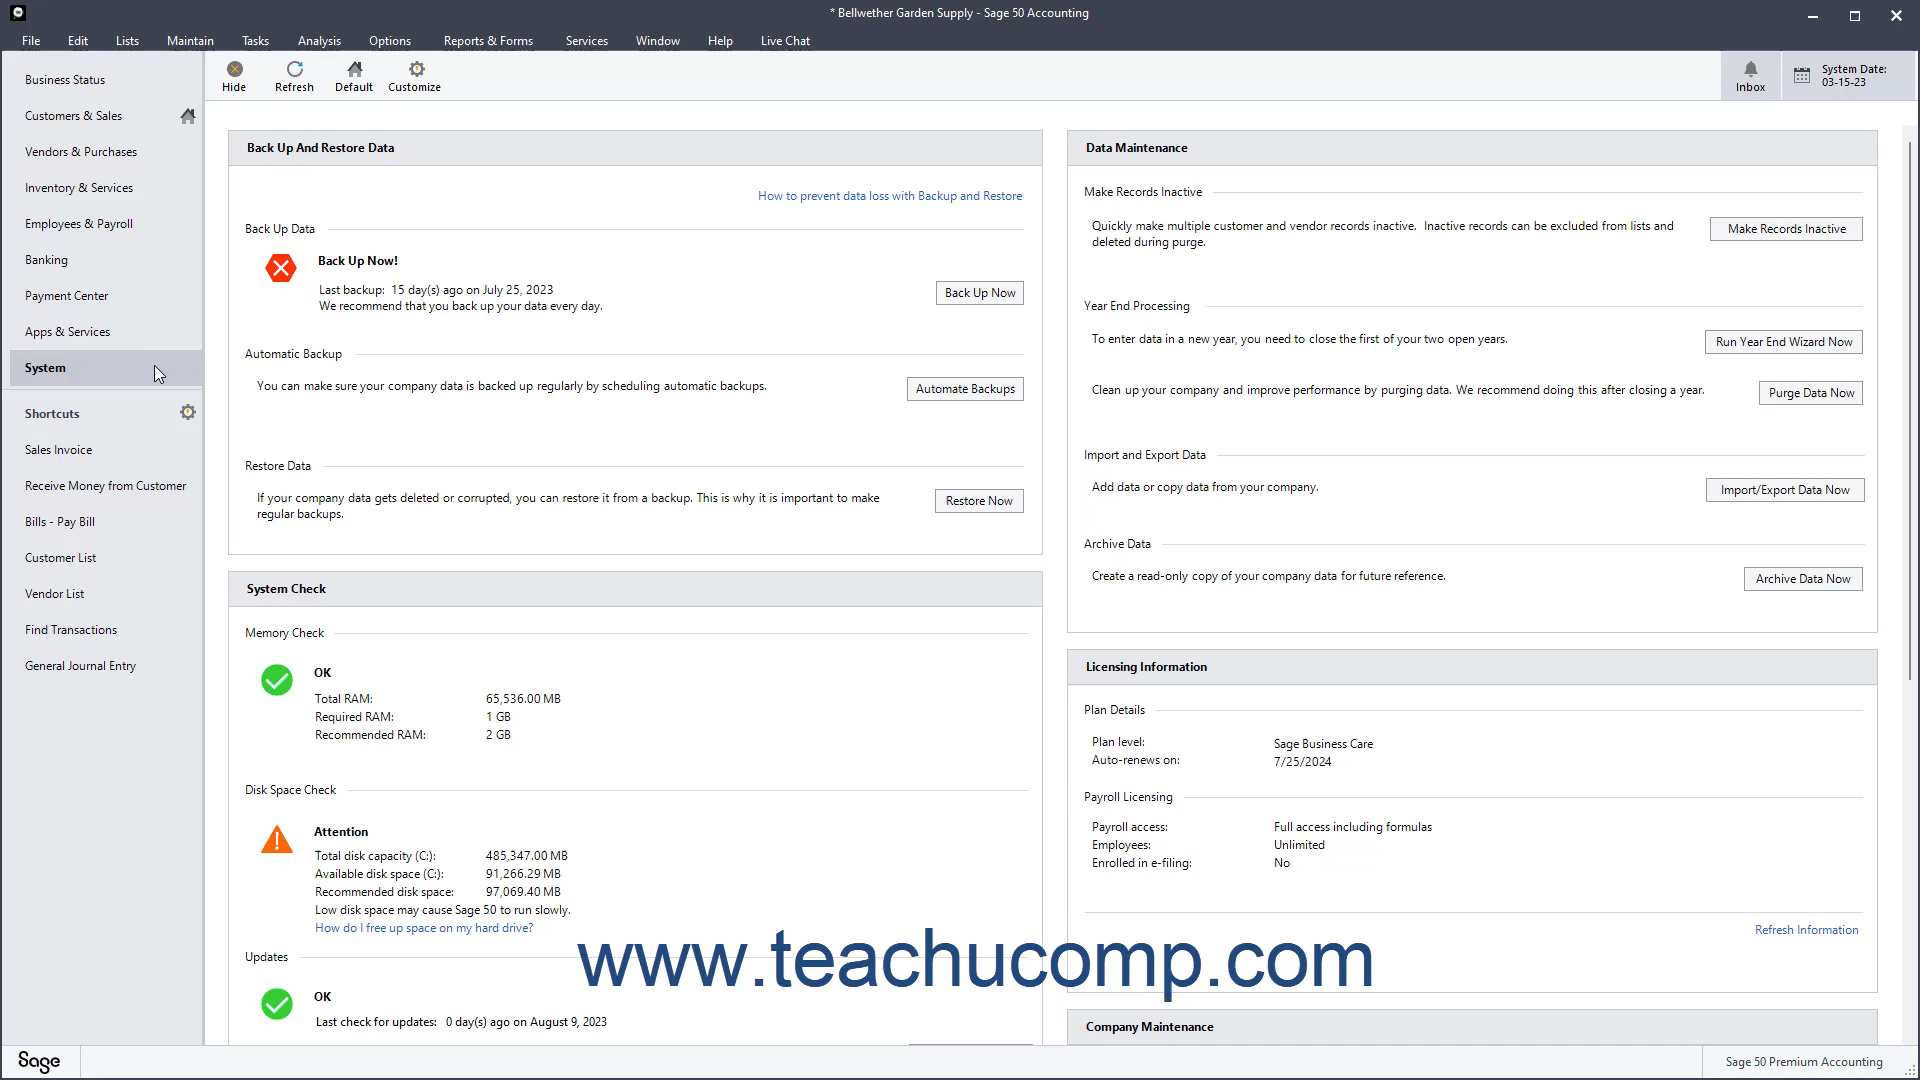 * Bellwether Garden Supply - Sage 50 Accounting
File Edit Lists Maintain Tasks Analysis Options Reports & Forms Services Window Help Live Chat
Hide Refresh Default Customize
Inbox
System Date:
03-15-23
Business Status
Customers & Sales
Vendors & Purchases
Inventory & Services
Employees & Payroll
Banking
Payment Center
Apps & Services
System
Shortcuts
Sales Invoice
Receive Money from Customer
Bills - Pay Bill
Customer List
Vendor List
Find Transactions
General Journal Entry
Back Up And Restore Data
How to prevent data loss with Backup and Restore
Back Up Data
Back Up Now!
Last backup: 15 day(s) ago on July 25, 2023
We recommend that you back up your data every day.
Back Up Now
Automatic Backup
You can make sure your company data is backed up regularly by scheduling automatic backups.
Automate Backups
Restore Data
If your company data gets deleted or corrupted, you can restore it from a backup. This is why it is important to make
regular backups.
Restore Now
System Check
Memory Check
OK
Total RAM: 65,536.00 MB
Required RAM: 1 GB
Recommended RAM: 2 GB
Disk Space Check
Attention
Total disk capacity (C:): 485,347.00 MB
Available disk space (C:): 91,266.29 MB
Recommended disk space: 97,069.40 MB
Low disk space may cause Sage 50 to run slowly.
How do I free up space on my hard drive?
Updates
OK
Last check for updates: 0 day(s) ago on August 9, 2023
Data Maintenance
Make Records Inactive
Quickly make multiple customer and vendor records inactive. Inactive records can be excluded from lists and
deleted during purge.
Make Records Inactive
Year End Processing
To enter data in a new year, you need to close the first of your two open years.
Run Year End Wizard Now
Clean up your company and improve performance by purging data. We recommend doing this after closing a year.
Purge Data Now
Import and Export Data
Add data or copy data from your company.
Import/Export Data Now
Archive Data
Create a read-only copy of your company data for future reference.
Archive Data Now
Licensing Information
Plan Details
Plan level: Sage Business Care
Auto-renews on: 7/25/2024
Payroll Licensing
Payroll access: Full access including formulas
Employees: Unlimited
Enrolled in e-filing: No
Refresh Information
Company Maintenance
www.teachucomp.com
Sage
Sage 50 Premium Accounting